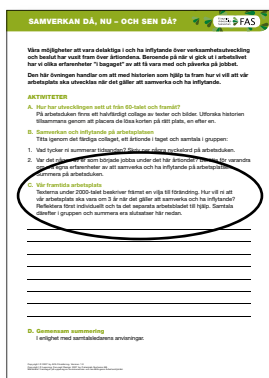 SAMVERKAN DÅ, NU – OCH SEN DÅ?
FAS
Våra möjligheter att vara delaktiga i och ha inflytande över verksamhetsutveckling
och beslut har vuxit fram över årtiondena. Beroende på när vi gick ut i arbetslivet
har vi olika erfarenheter "i bagaget" av att få vara med och påverka på jobbet.
Den här övningen handlar om att med historien som hjälp ta fram hur vi vill att vår
arbetsplats ska utvecklas när det gäller att samverka och ha inflytande.
AKTIVITETER
A. Hur har utvecklingen sett ut från 60-talet och framåt?
På arbetsduken finns ett halvfärdigt collage av texter och bilder. Utforska historien
tillsammans genom att placera de lösa korten på rätt plats, en efter en.
B. Samverkan och inflytande på arbetsplatsen
Titta igenom det färdiga collaget, ett årtionde i taget och samtala i gruppen:
1. Vad tycker ni summerar tidsandan? Skriv ner några nyckelord på arbetsduken.
2. Var det någon av er som började jobba under det här årtiondet? Berätta för varandra
om era egna erfarenheter av att samverka och ha inflytande på arbetsplatsen
Summera på arbetsduken.
C. Vår framtida arbetsplats
Texterna under 2000-talet beskriver främst en vilja till förändring. Hur vill ni att
vår arbetsplats ska vara om 3 år när det gäller att samverka och ha inflytande?
Reflektera först individuellt och ta det separata arbetsbladet till hjälp. Samtala
därefter i gruppen och summera era slutsatser här nedan.
D. Gemensam summering
I enlighet med samtalsledarens anvisningar.